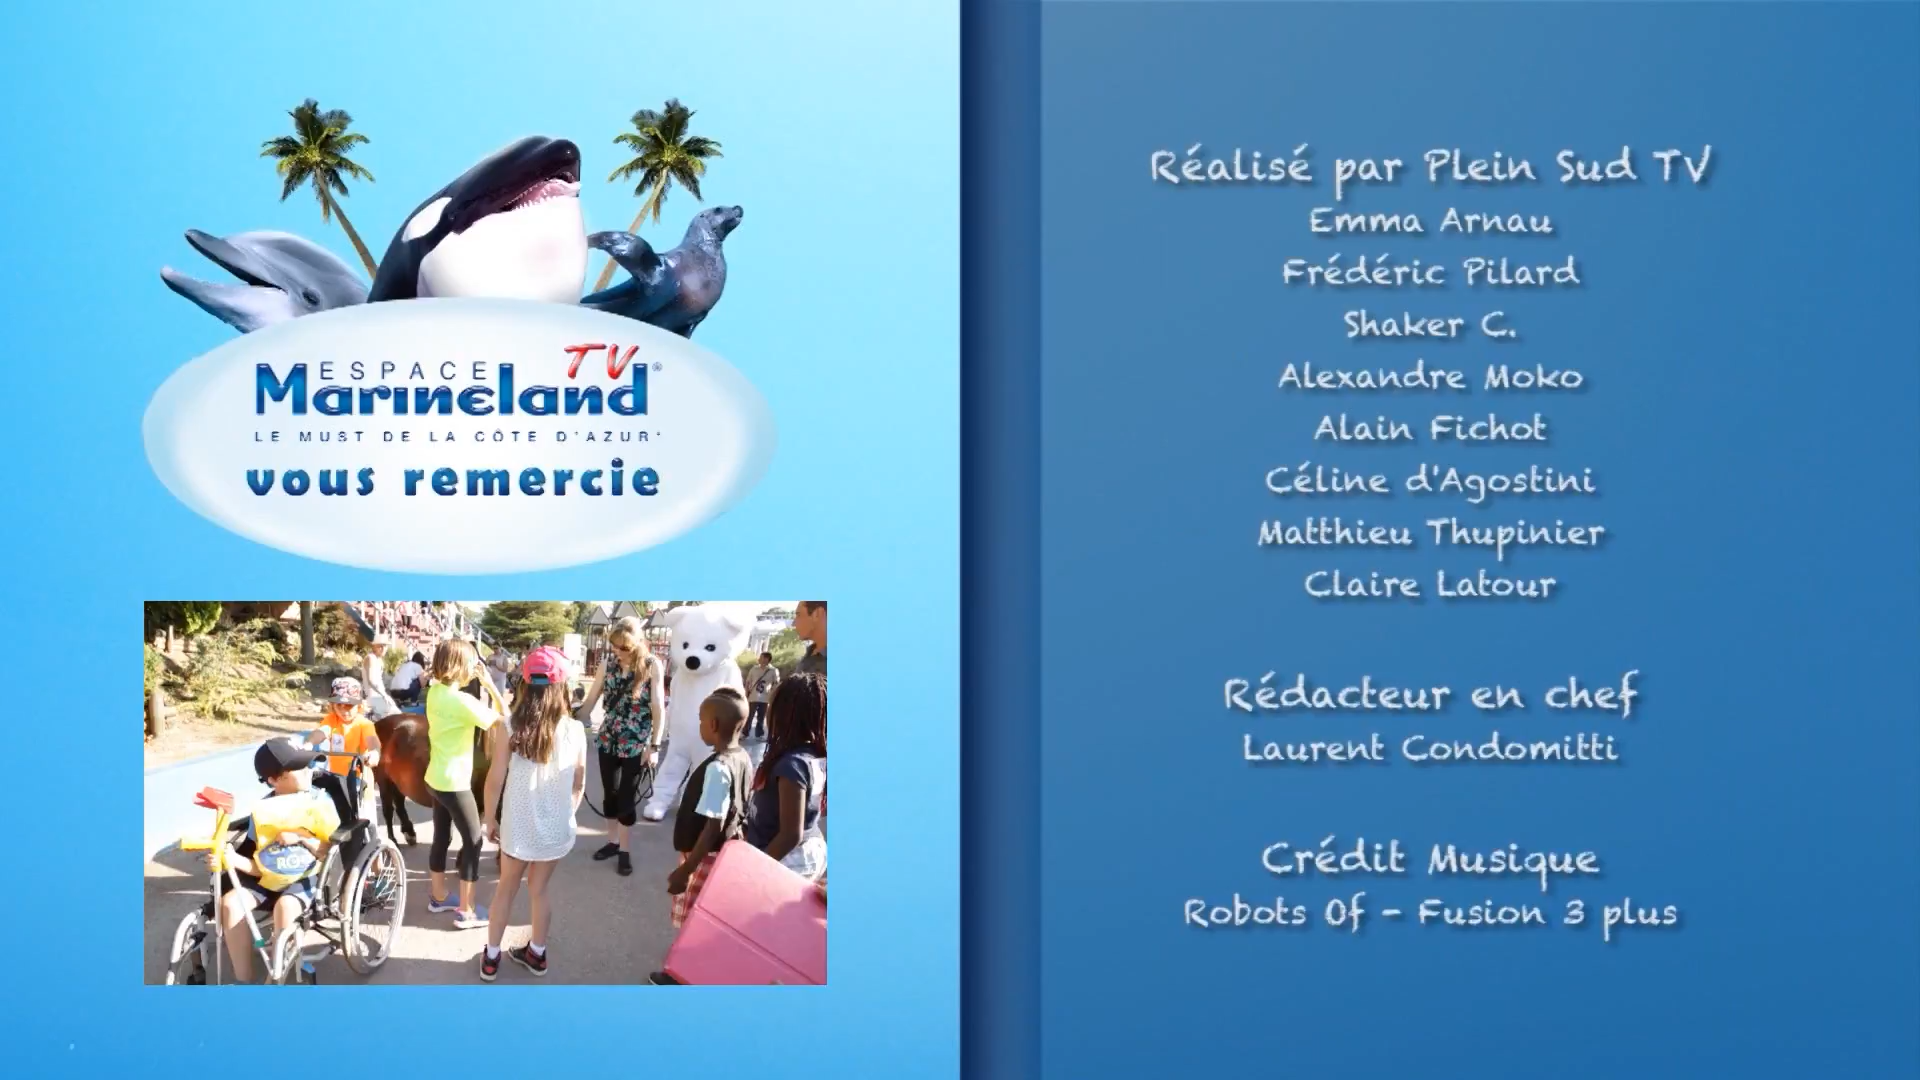 ESPACE TV
Marineland®
LE MUST DE LA CÔTE D'AZUR
vous remercie
Réalisé par Plein Sud TV
Emma Arnau
Frédéric Pilard
Shaker C.
Alexandre Moko
Alain Fichot
Céline d'Agostini
Matthieu Thupinier
Claire Latour
Rédacteur en chef
Laurent Condomitti
Crédit Musique
Robots Of - Fusion 3 plus